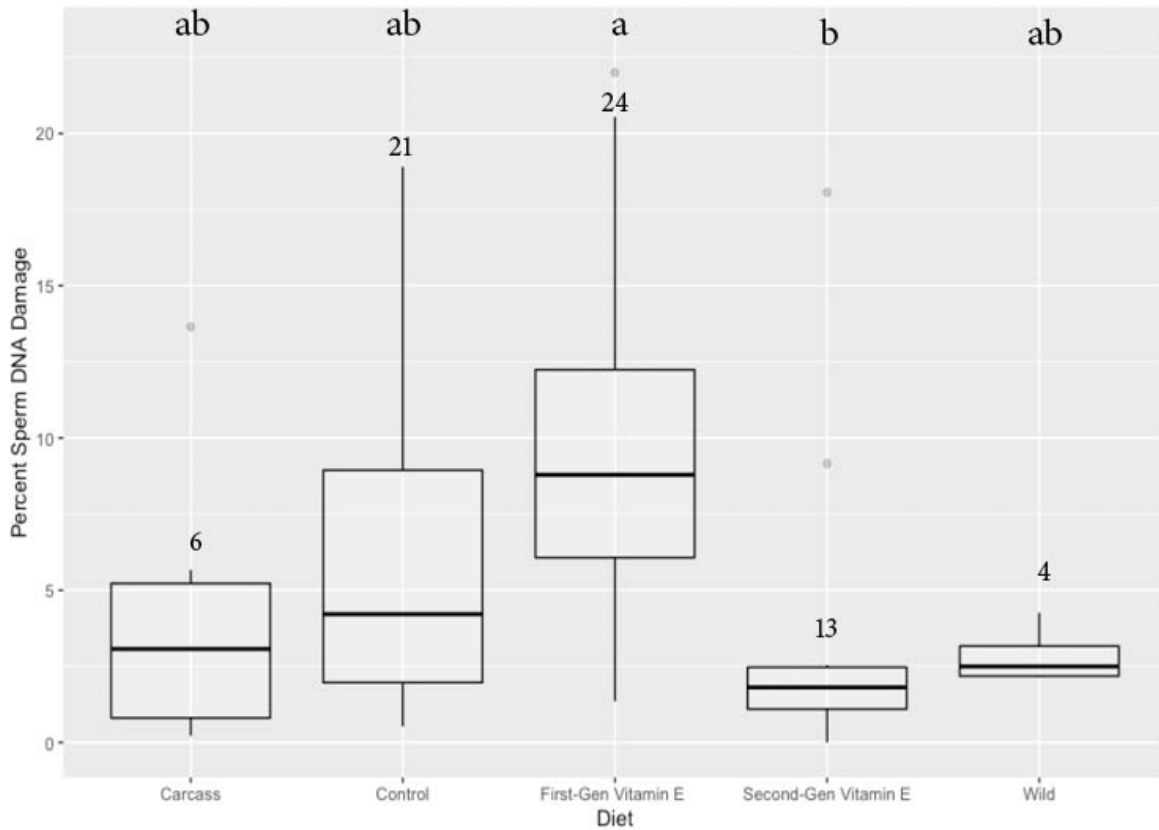 ab ab a b ab
24
20
21
15
Percent Sperm DNA Damage
10
6
5
4
13
0
Carcass Control First-Gen Vitamin E Second-Gen Vitamin E Wild
Diet